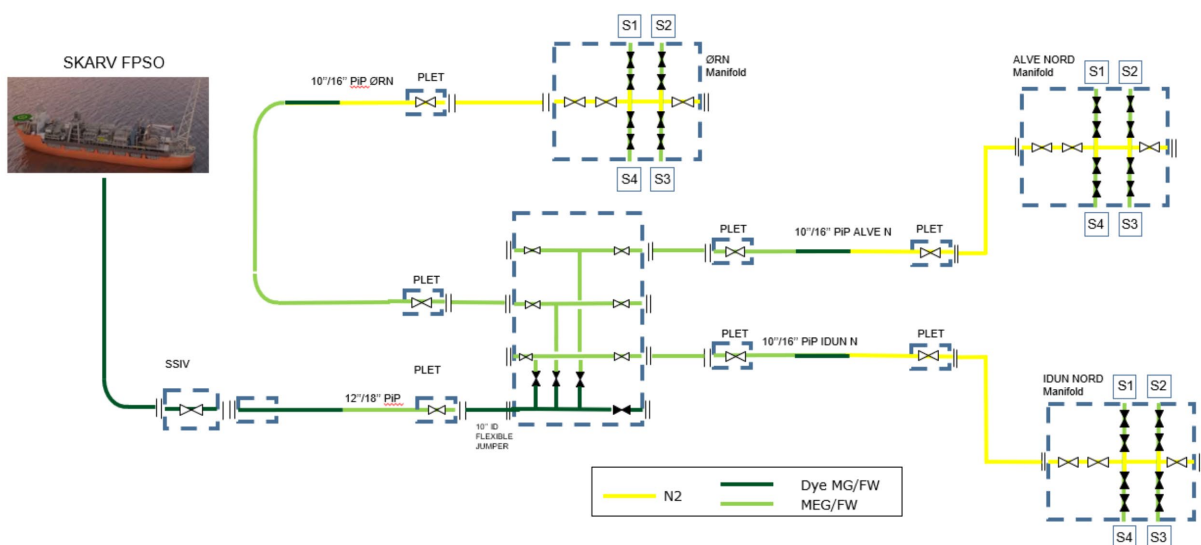 SKARV FPSO
10"/16" PiP ØRN
PLET
S1
S2
ØRN
Manifold
S4
S3
ALVE NORD
Manifold
S1
S2
S4
S3
PLET
10"/16" PiP ALVE N
PLET
PLET
PLET
10"/16" PiP IDUN N
PLET
SSIV
12"/18" PiP
PLET
10" ID
FLEXIBLE
JUMPER
IDUN NORD
Manifold
S1
S2
S4
S3
N2
Dye MG/FW
MEG/FW